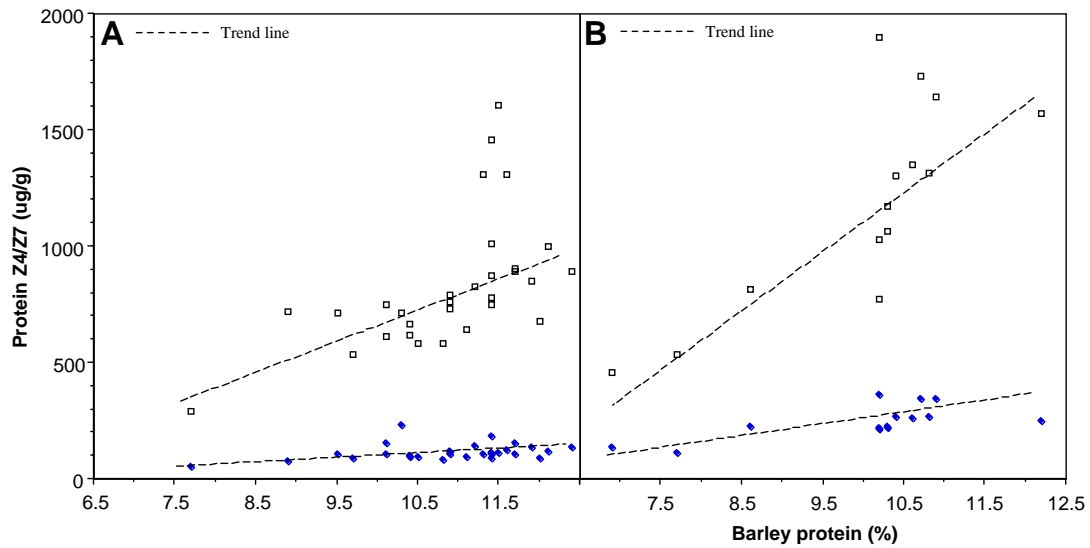 A
Trend line
B
Trend line
Protein Z4/Z7 (ug/g)
2000
1500
1000
500
0
6.5 7.5 8.5 9.5 10.5 11.5 7.5 8.5 9.5 10.5 11.5 12.5
Barley protein (%)